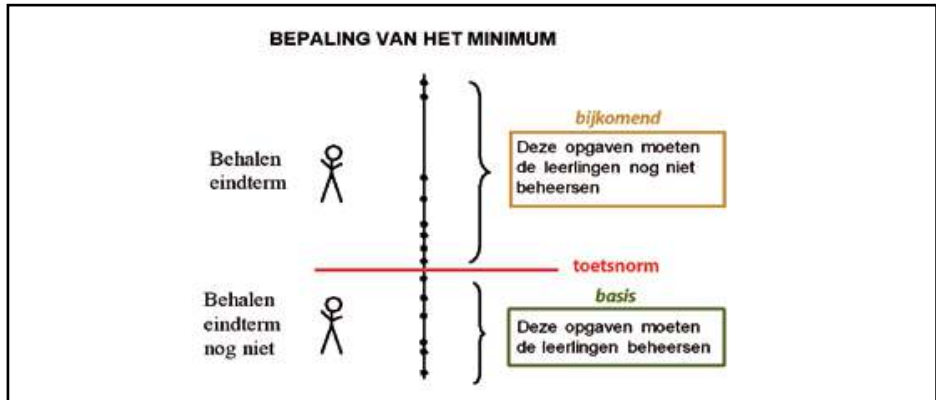 BEPALING VAN HET MINIMUM
bijkomend
Deze opgaven moeten
de leerlingen nog niet
beheersen
Behalen
eindterm
toetsnorm
basis
Behalen
eindterm
nog niet
Deze opgaven moeten
de leerlingen beheersen